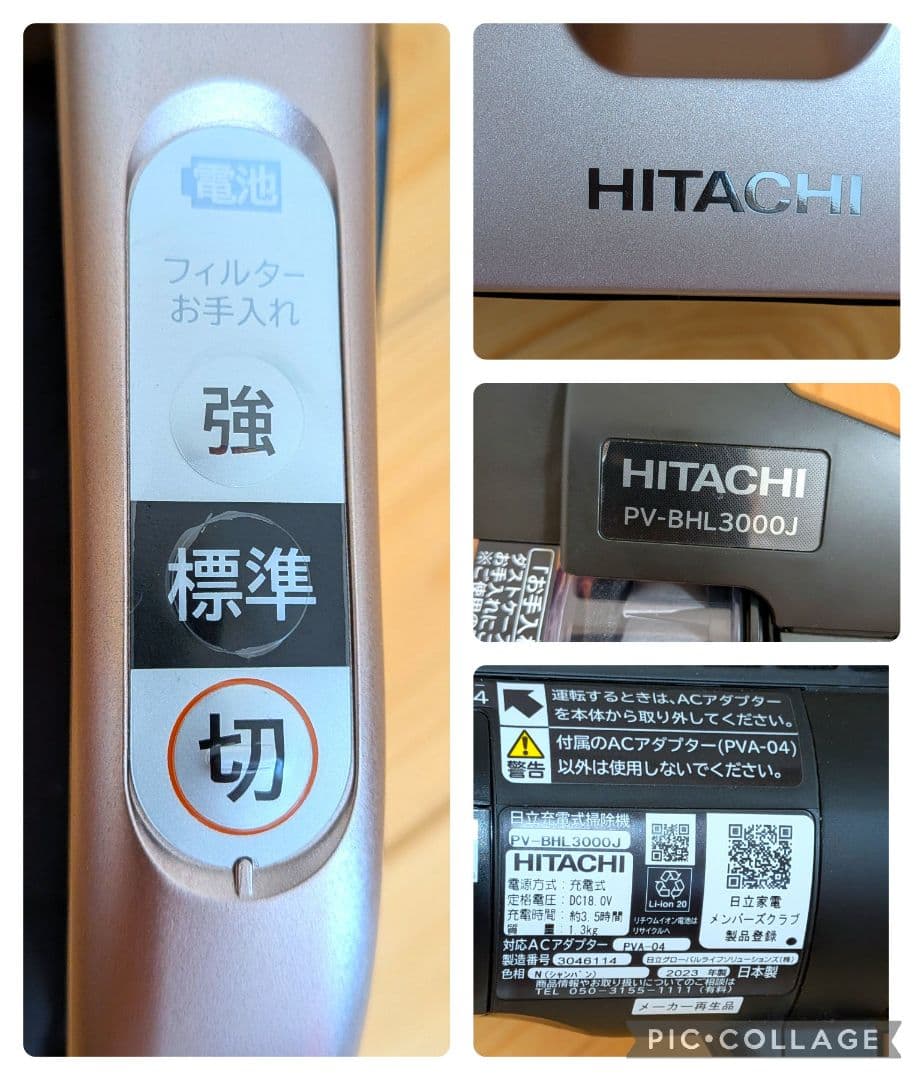 電池
フィルター
お手入れ
強
標準
切
HITACHI
HITACHI
PV-BHL3000J
運転するときは、ACアダプター
を本体から取り外してください。
警告
付属のACアダプター(PVA-04)
以外は使用しないでください。
日立充電式掃除機
PV-BHL3000J
HITACHI
電源方式：充電式
定格電圧：DC18.0V
充電時間：約3.5時間
質 量：1.3kg
Li-ion 20
リチウムイオン電池は
リサイクルへ
日立家電
メンバーズクラブ
製品登録
対応ACアダプター PVA-04
製造番号 3046114 日立グローバルライフソリューションズ(株)
色相 N(シャンパン) 2023 年製 日本製
商品情報やお取り扱いについてのご相談は
TEL 050-3155-1111 (有料)
メーカー再生品
PIC•COLLAGE